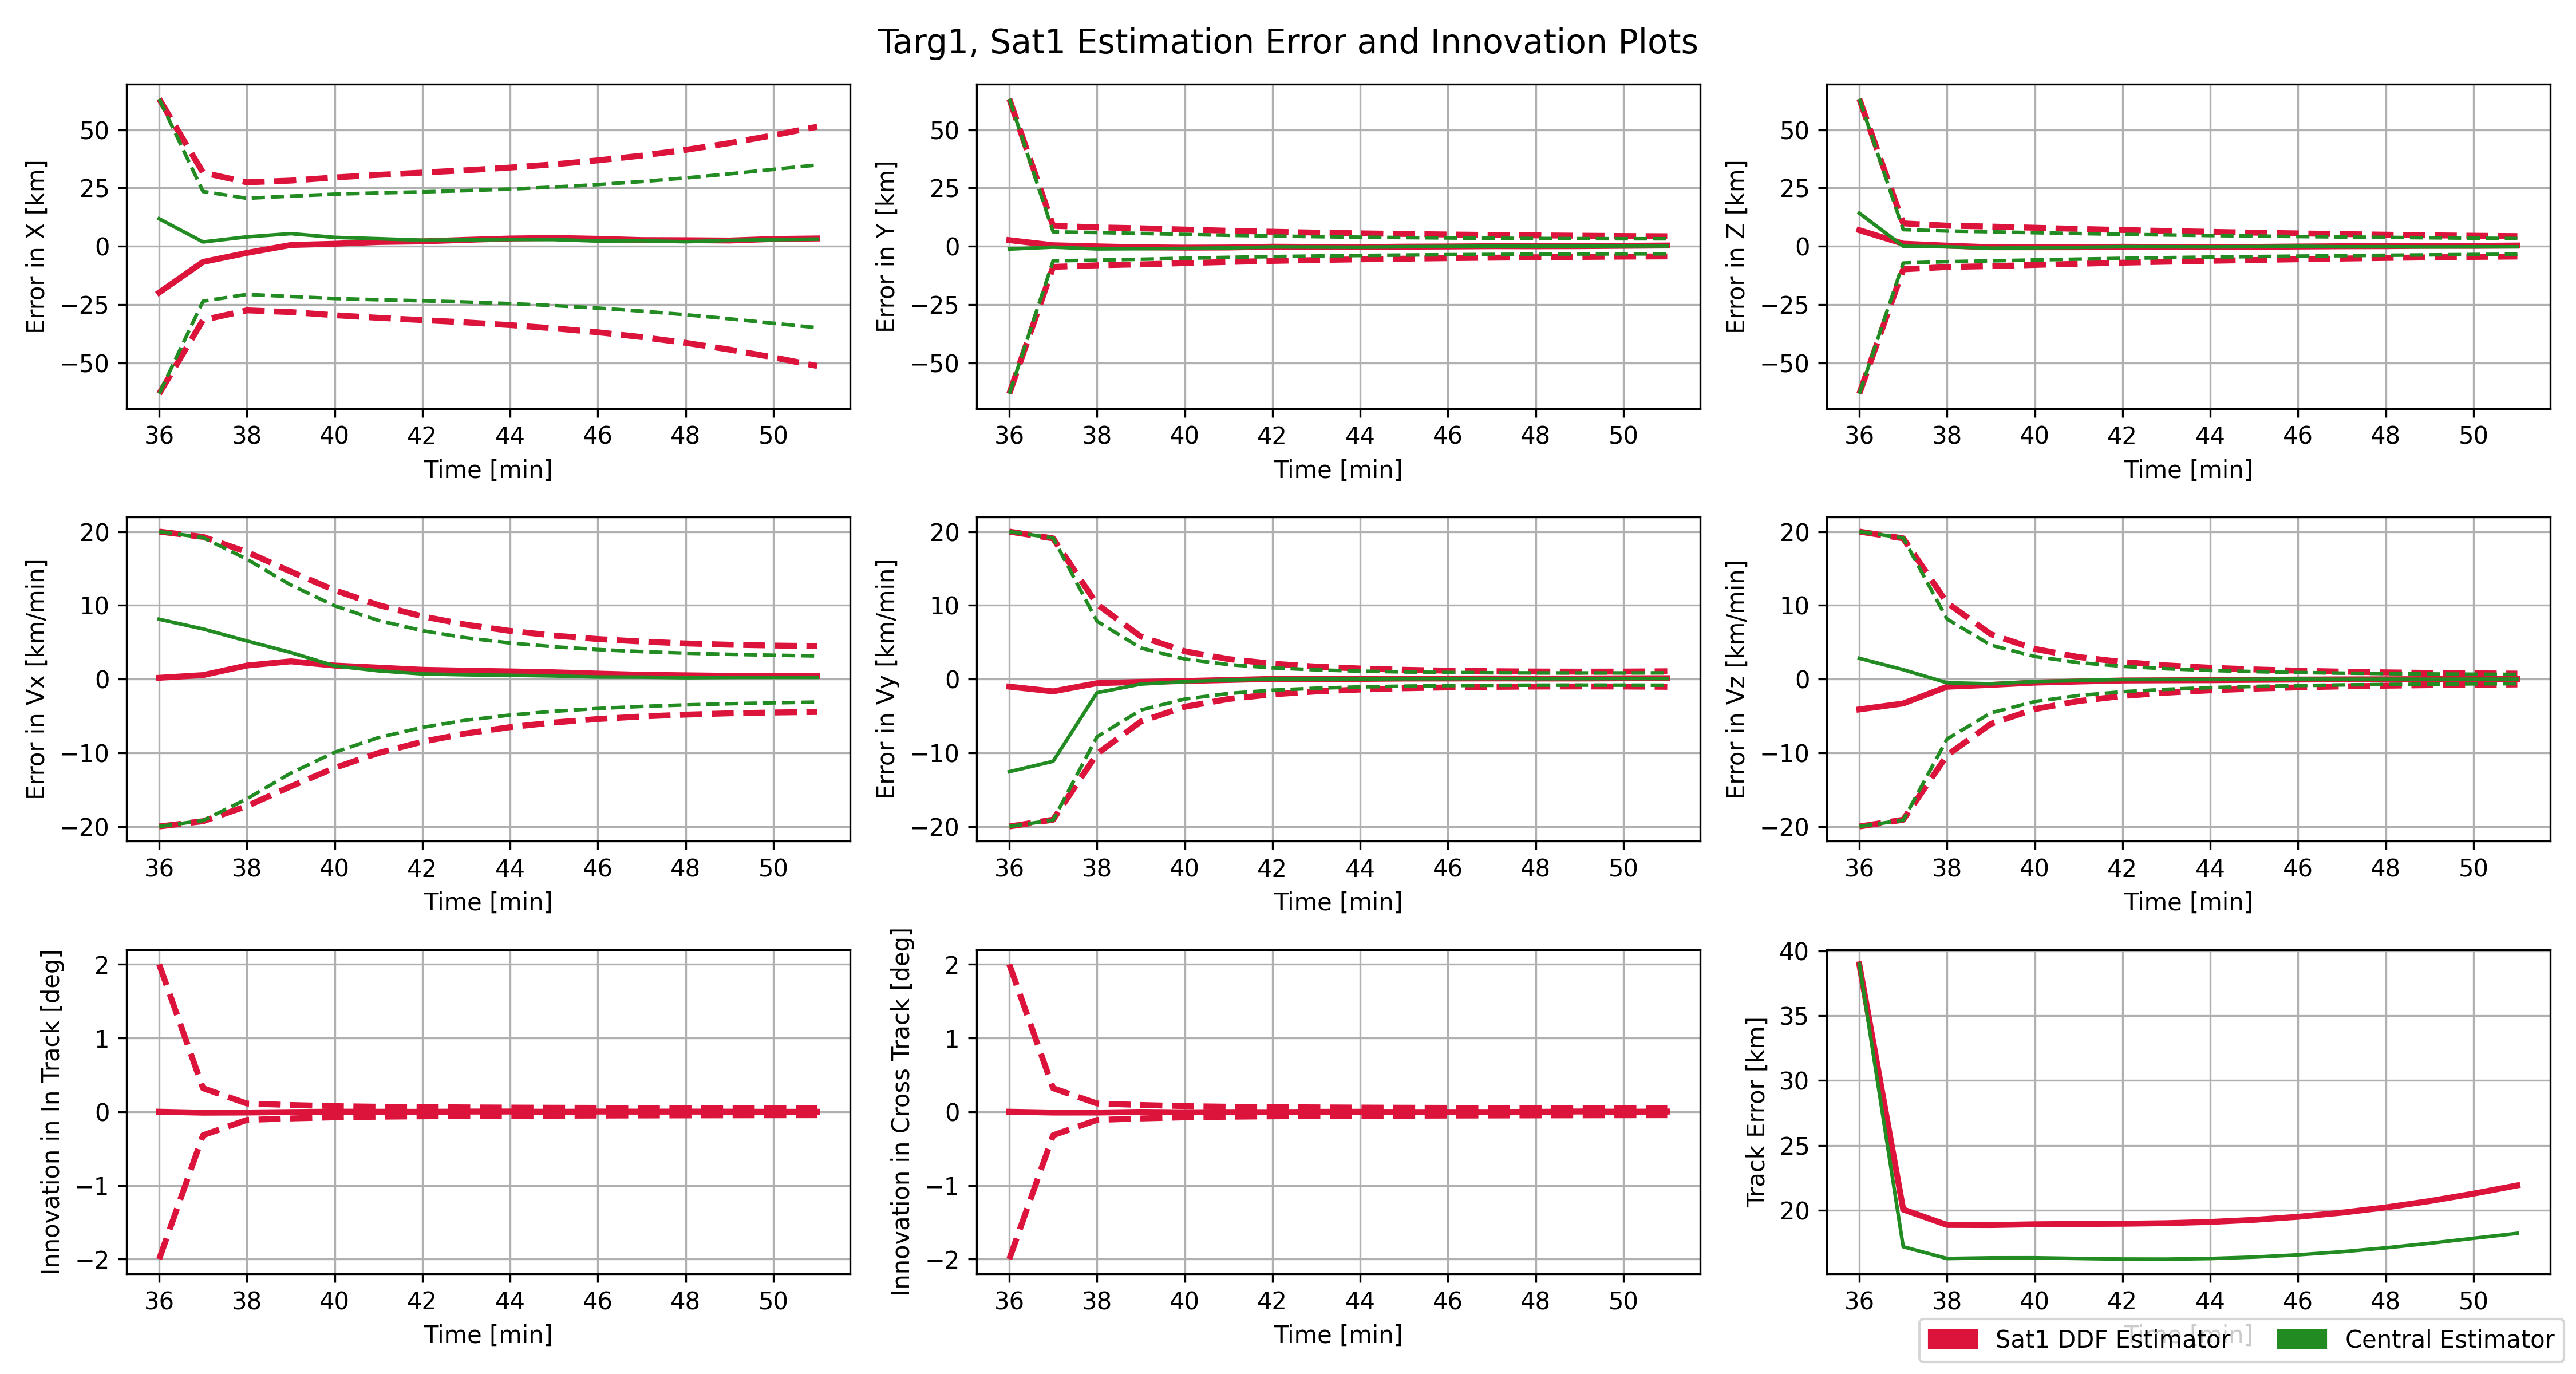 Targ1, Sat1 Estimation Error and Innovation Plots
Error in X [km]
50
25
0
−25
−50
36 38 40 42 44 46 48 50
Time [min]
Error in Y [km]
50
25
0
−25
−50
36 38 40 42 44 46 48 50
Time [min]
Error in Z [km]
50
25
0
−25
−50
36 38 40 42 44 46 48 50
Time [min]
Error in Vx [km/min]
20
10
0
−10
−20
36 38 40 42 44 46 48 50
Time [min]
Error in Vy [km/min]
20
10
0
−10
−20
36 38 40 42 44 46 48 50
Time [min]
Error in Vz [km/min]
20
10
0
−10
−20
36 38 40 42 44 46 48 50
Time [min]
Innovation in In Track [deg]
2
1
0
−1
−2
36 38 40 42 44 46 48 50
Time [min]
Innovation in Cross Track [deg]
2
1
0
−1
−2
36 38 40 42 44 46 48 50
Time [min]
Track Error [km]
40
35
30
25
20
36 38 40 42 44 46 48 50
Time [min]
Sat1 DDF Estimator Central Estimator